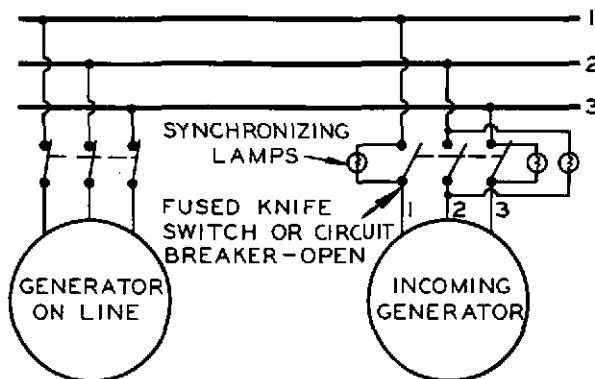 1
2
3
SYNCHRONIZING
LAMPS
FUSED KNIFE
SWITCH OR CIRCUIT
BREAKER-OPEN
1 2 3
GENERATOR
ON LINE
INCOMING
GENERATOR